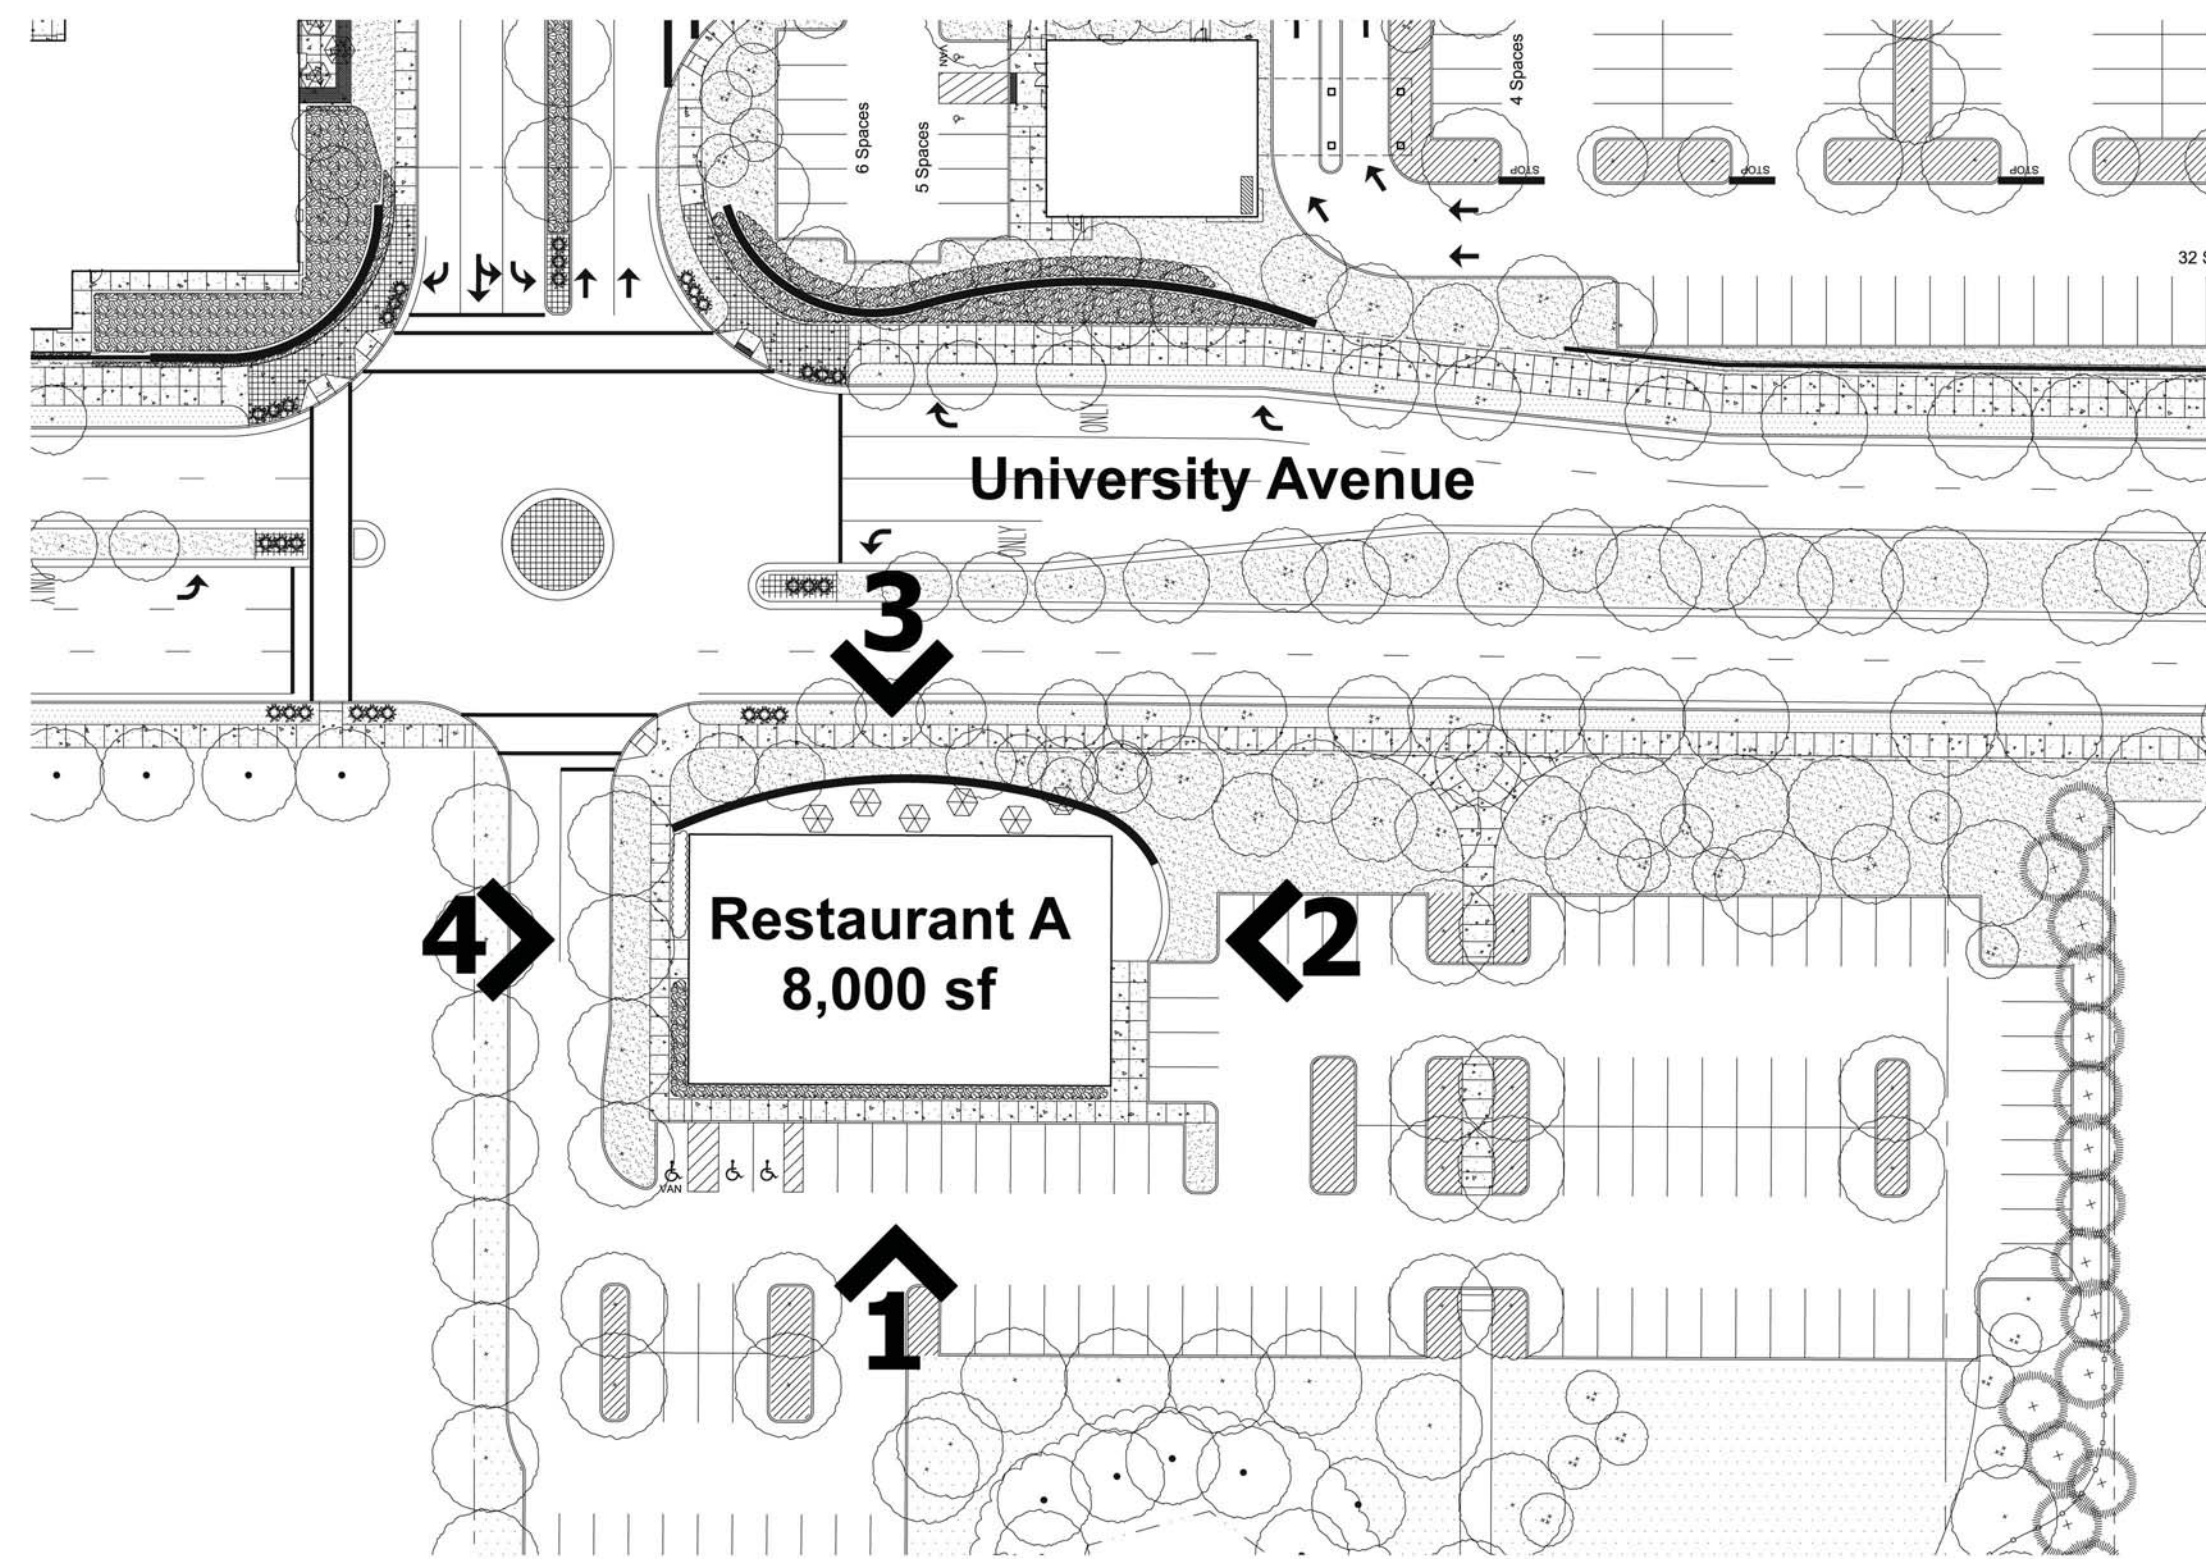 VAN
4 Spaces
6 Spaces
5 Spaces
STOP
STOP
STOP
32 S
ONLY
University Avenue
ONLY
ONLY
3
4
2
Restaurant A
8,000 sf
VAN
1